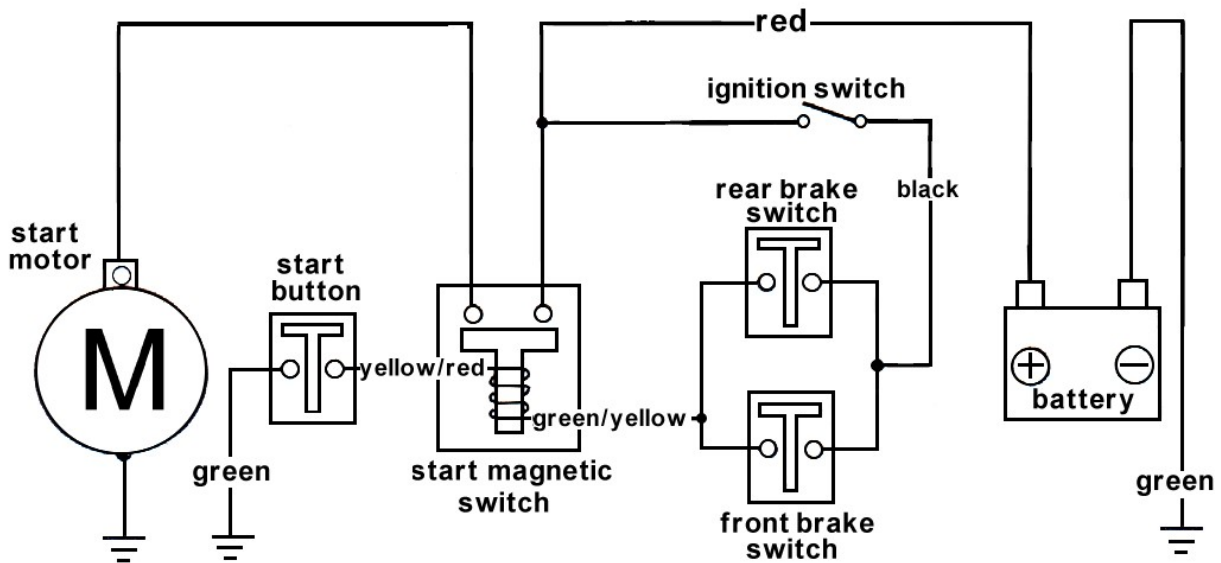 red
ignition switch
rear brake
switch
black
start
motor
start
button
M
yellow/red
green/yellow
battery
green
start magnetic
switch
front brake
switch
green